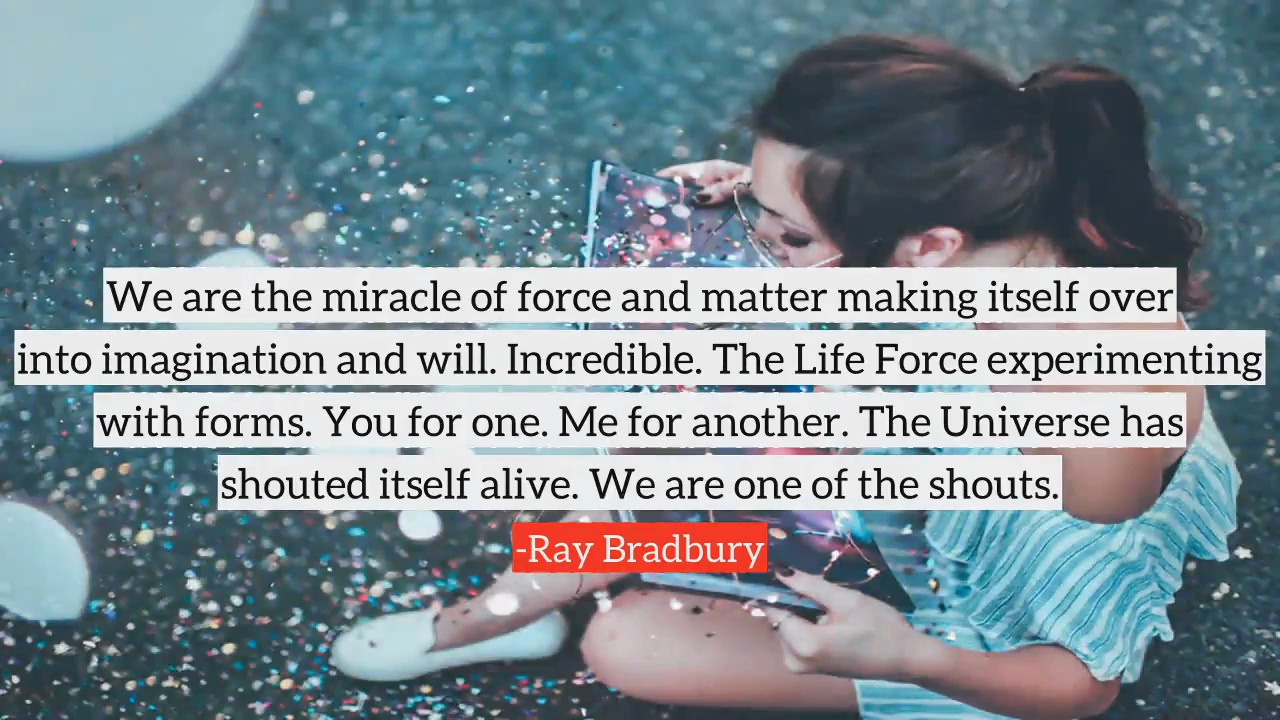 We are the miracle of force and matter making itself over
into imagination and will. Incredible. The Life Force experimenting
with forms. You for one. Me for another. The Universe has
shouted itself alive. We are one of the shouts.
-Ray Bradbury